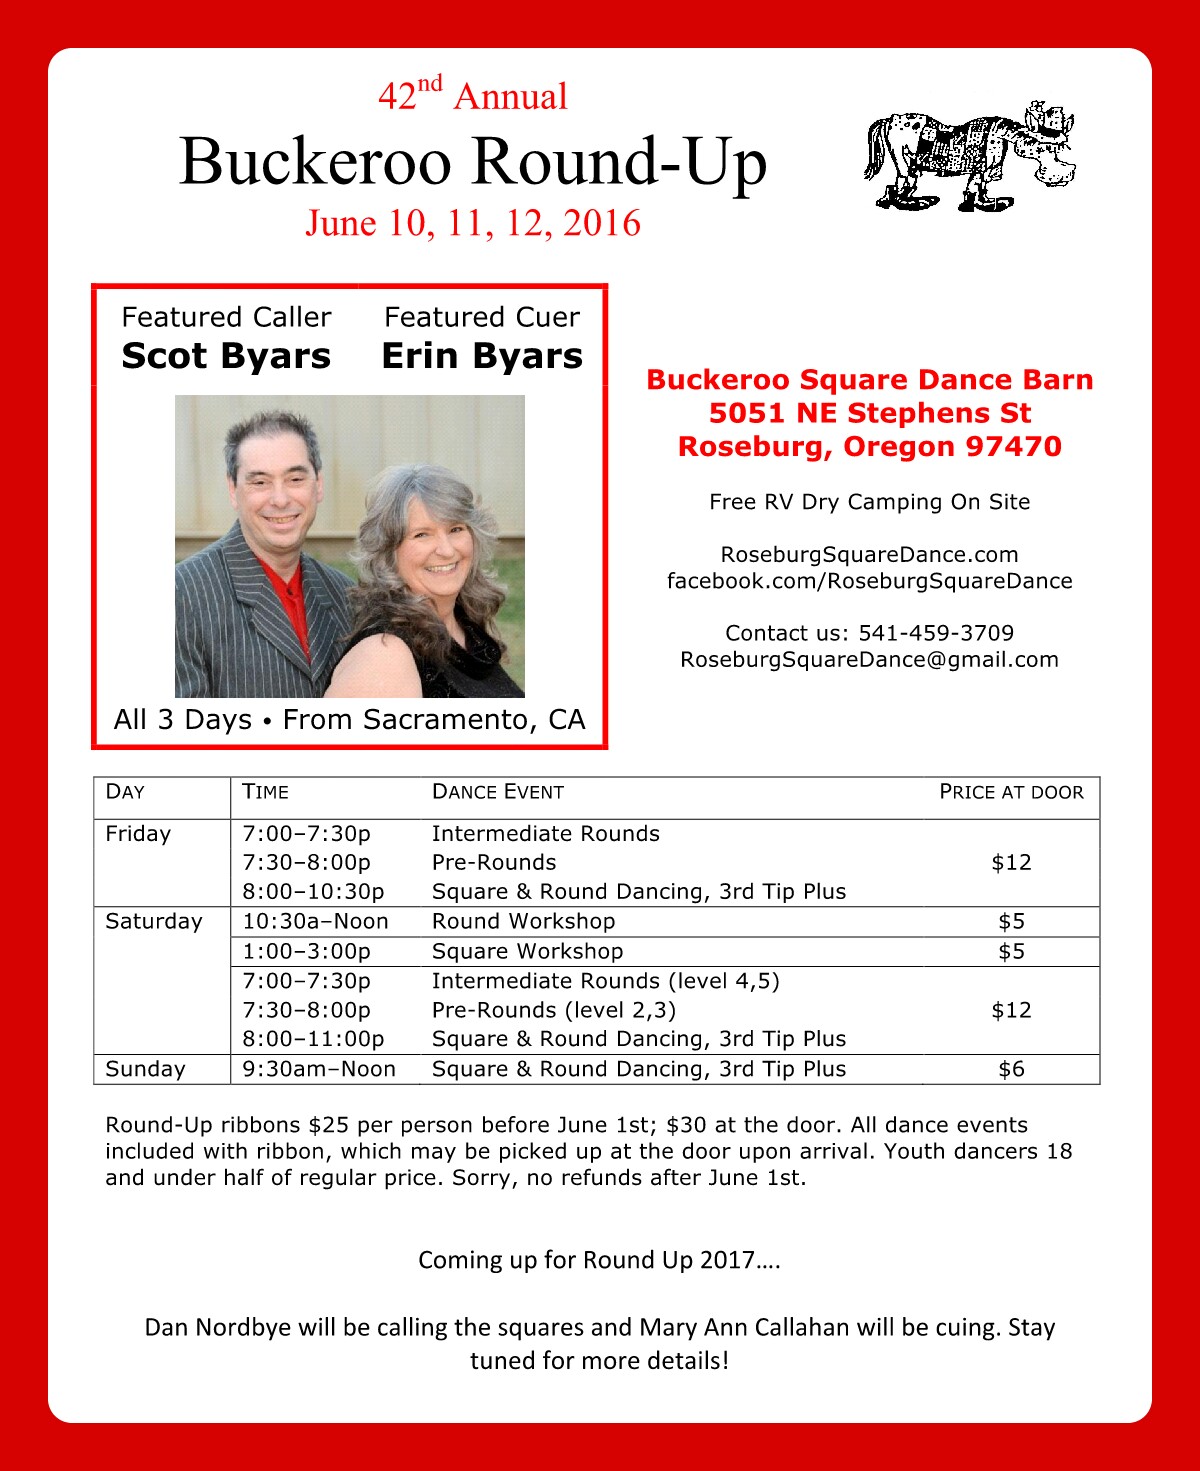 42nd Annual
Buckeroo Round-Up
June 10, 11, 12, 2016
Featured Caller Featured Cuer
Scot Byars Erin Byars
All 3 Days • From Sacramento, CA
Buckeroo Square Dance Barn
5051 NE Stephens St
Roseburg, Oregon 97470
Free RV Dry Camping On Site
RoseburgSquareDance.com
facebook.com/RoseburgSquareDance
Contact us: 541-459-3709
RoseburgSquareDance@gmail.com
DAY TIME DANCE EVENT PRICE AT DOOR
Friday 7:00–7:30p Intermediate Rounds
7:30–8:00p Pre-Rounds $12
8:00–10:30p Square & Round Dancing, 3rd Tip Plus
Saturday 10:30a–Noon Round Workshop $5
1:00–3:00p Square Workshop $5
7:00–7:30p Intermediate Rounds (level 4,5)
7:30–8:00p Pre-Rounds (level 2,3) $12
8:00–11:00p Square & Round Dancing, 3rd Tip Plus
Sunday 9:30am–Noon Square & Round Dancing, 3rd Tip Plus $6
Round-Up ribbons $25 per person before June 1st; $30 at the door. All dance events
included with ribbon, which may be picked up at the door upon arrival. Youth dancers 18
and under half of regular price. Sorry, no refunds after June 1st.
Coming up for Round Up 2017....
Dan Nordbye will be calling the squares and Mary Ann Callahan will be cuing. Stay
tuned for more details!